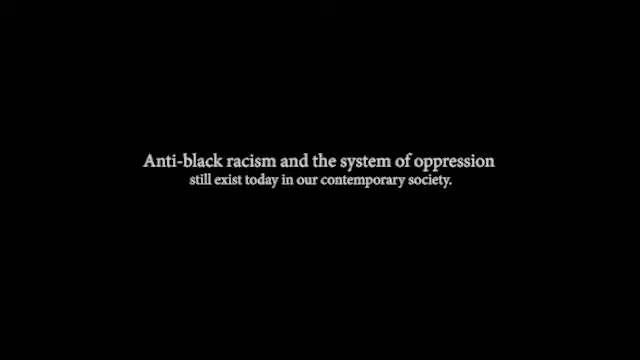 Anti-black racism and the system of oppression
still exist today in our contemporary society.